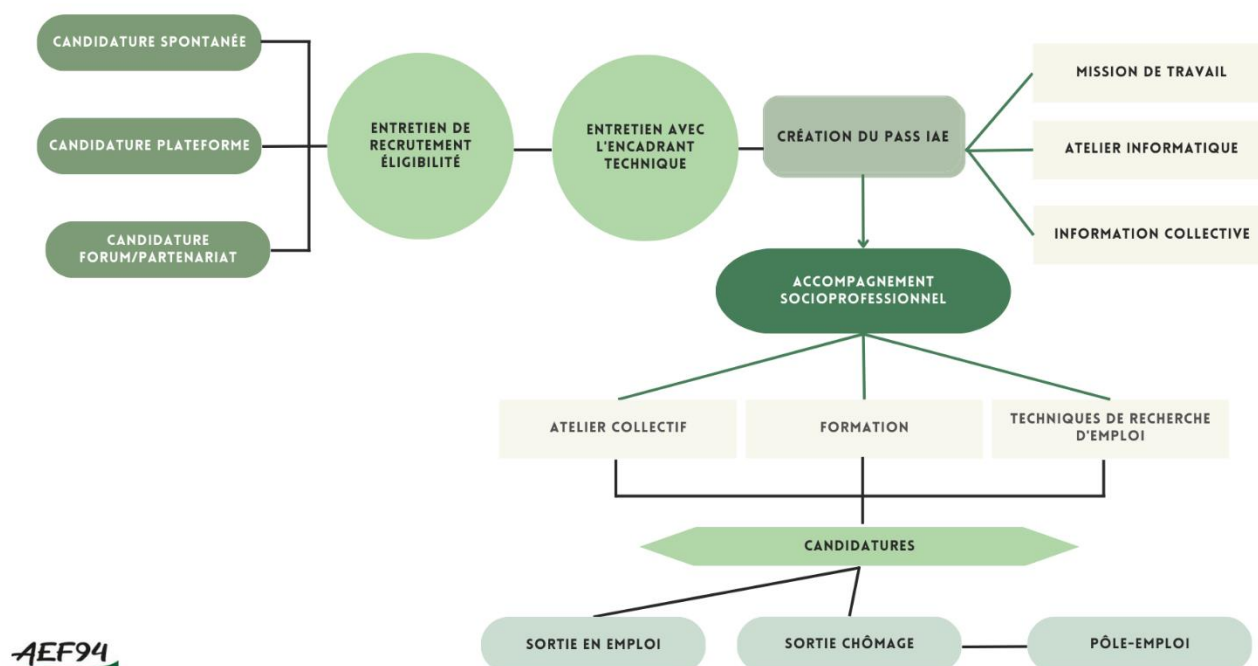 CANDIDATURE SPONTANÉE
CANDIDATURE PLATEFORME
CANDIDATURE
FORUM/PARTENARIAT
ENTRETIEN DE
RECRUTEMENT
ÉLIGIBILITÉ
ENTRETIEN AVEC
L'ENCADRANT
TECHNIQUE
CRÉATION DU PASS IAE
MISSION DE TRAVAIL
ATELIER INFORMATIQUE
INFORMATION COLLECTIVE
ACCOMPAGNEMENT
SOCIOPROFESSIONNEL
ATELIER COLLECTIF
FORMATION
TECHNIQUES DE RECHERCHE
D'EMPLOI
CANDIDATURES
SORTIE EN EMPLOI
SORTIE CHÔMAGE
PÔLE-EMPLOI
AEF94